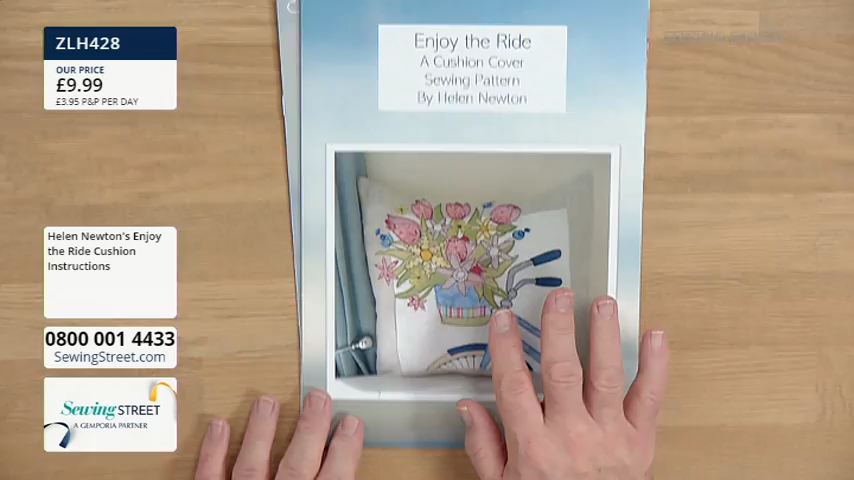 ZLH428
OUR PRICE
£9.99
£3.95 P&P PER DAY
Helen Newton's Enjoy
the Ride Cushion
Instructions
0800 001 4433
SewingStreet.com
Sewing STREET
A GEMPORIA PARTNER
Enjoy the Ride
A Cushion Cover
Sewing Pattern
By Helen Newton